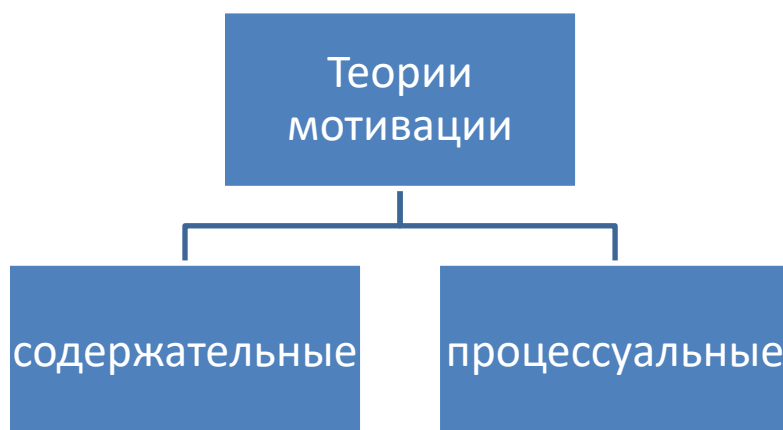 Теории
мотивации
содержательные
процессуальные